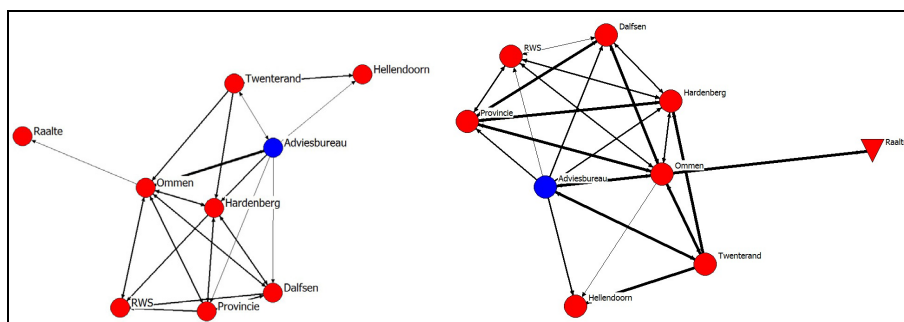 Twenterand
Hellendoorn
Raalte
Adviesbureau
Ommen
Hardenberg
Dalfsen
RWS
Provincie
Dalfsen
RWS
Hardenberg
Provincie
Raalte
Ommen
Adviesbureau
Twenterand
Hellendoorn